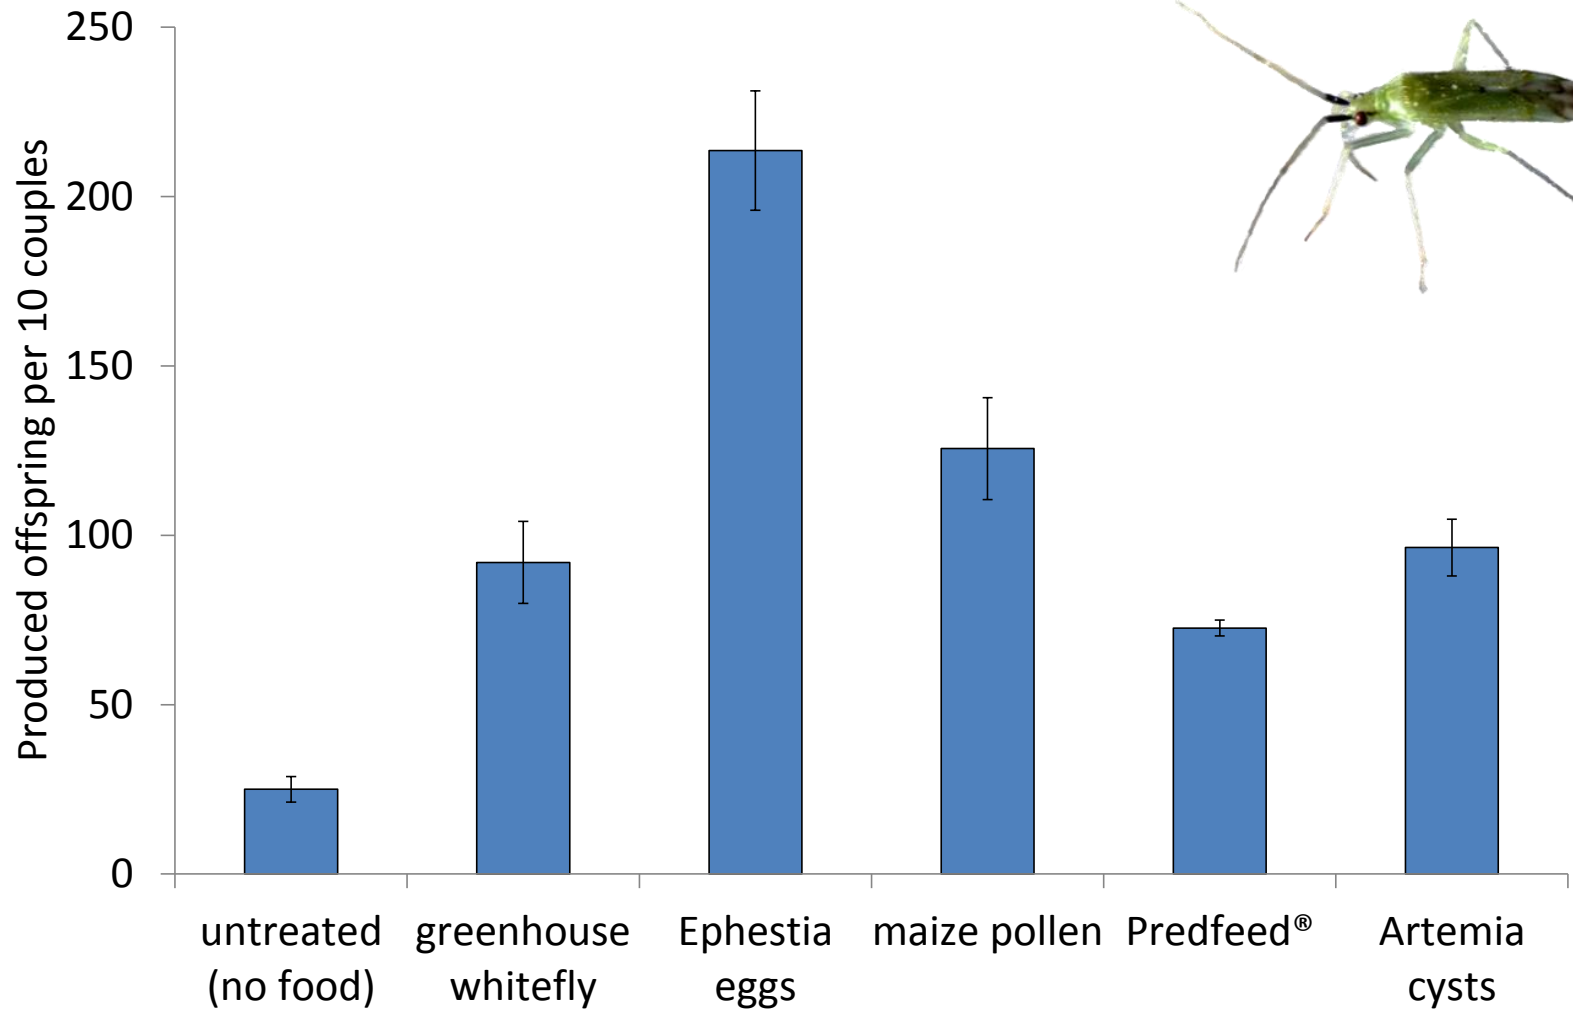 Produced offspring per 10 couples
250
200
150
100
50
0
untreated
(no food)
greenhouse
whitefly
Ephestia
eggs
maize pollen
Predfeed®
Artemia
cysts